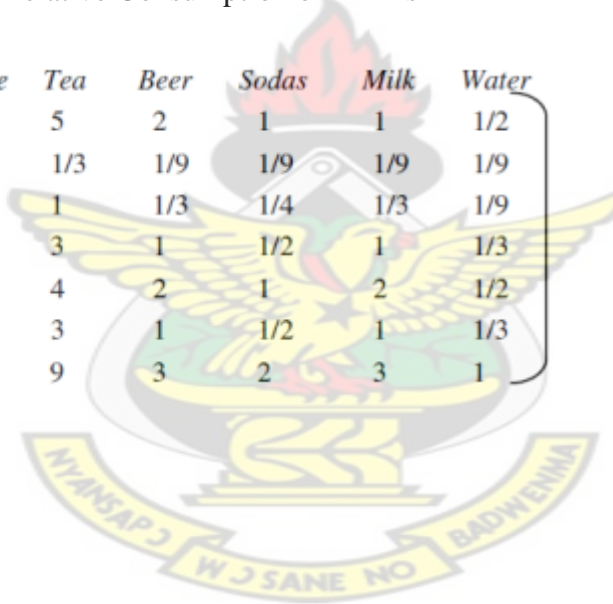 Tea Beer Sodas Milk Water
5 2 1 1 1/2
1/3 1/9 1/9 1/9 1/9
1 1/3 1/4 1/3 1/9
3 1 1/2 1 1/3
4 2 1 2 1/2
3 1 1/2 1 1/3
9 3 2 3 1
NYANSAPƆ WƆSANE NO BADWENMA